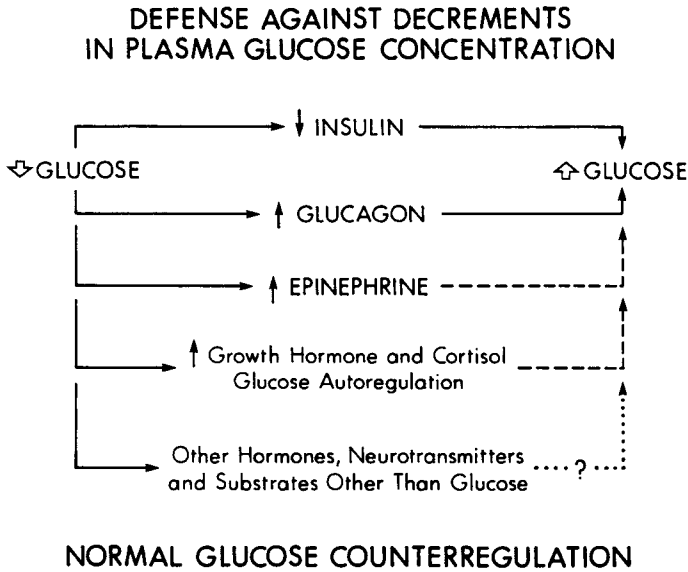 DEFENSE AGAINST DECREMENTS
IN PLASMA GLUCOSE CONCENTRATION
INSULIN
GLUCOSE
GLUCOSE
GLUCAGON
EPINEPHRINE
Growth Hormone and Cortisol
Glucose Autoregulation
Other Hormones, Neurotransmitters
and Substrates Other Than Glucose
?
NORMAL GLUCOSE COUNTERREGULATION